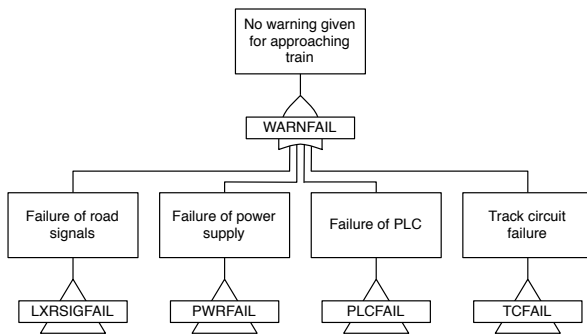 No warning given
for approaching
train
WARNFAIL
Failure of road
signals
Failure of power
supply
Failure of PLC
Track circuit
failure
LXRSIGFAIL
PWRFAIL
PLCFAIL
TCFAIL